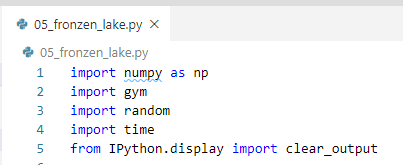 05_fronzen_lake.py ×
05_fronzen_lake.py
1 import numpy as np
2 import gym
3 import random
4 import time
5 from IPython.display import clear_output